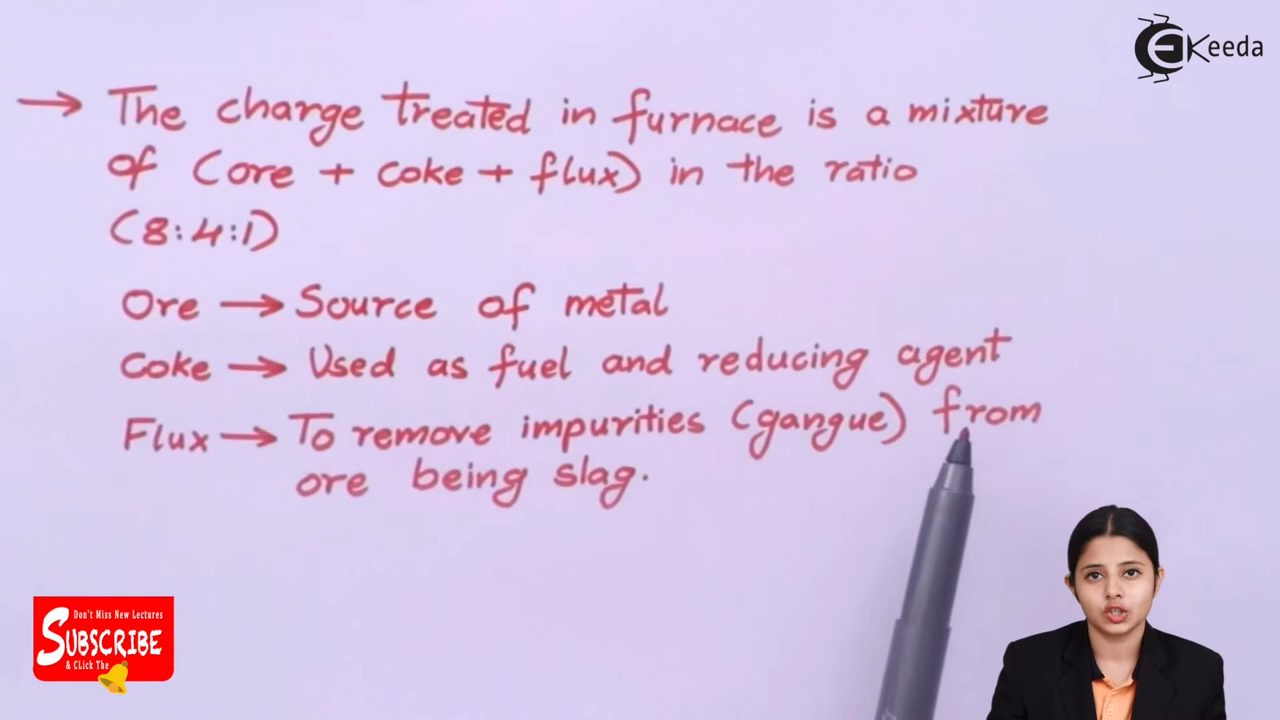 EKeeda
→ The charge treated in furnace is a mixture
of (ore + coke + flux) in the ratio
(8:4:1)
Ore → Source of metal
Coke → Used as fuel and reducing agent
Flux → To remove impurities (gangue) from
ore being slag.
Don't Miss New Lectures
SUBSCRIBE
& CLick The